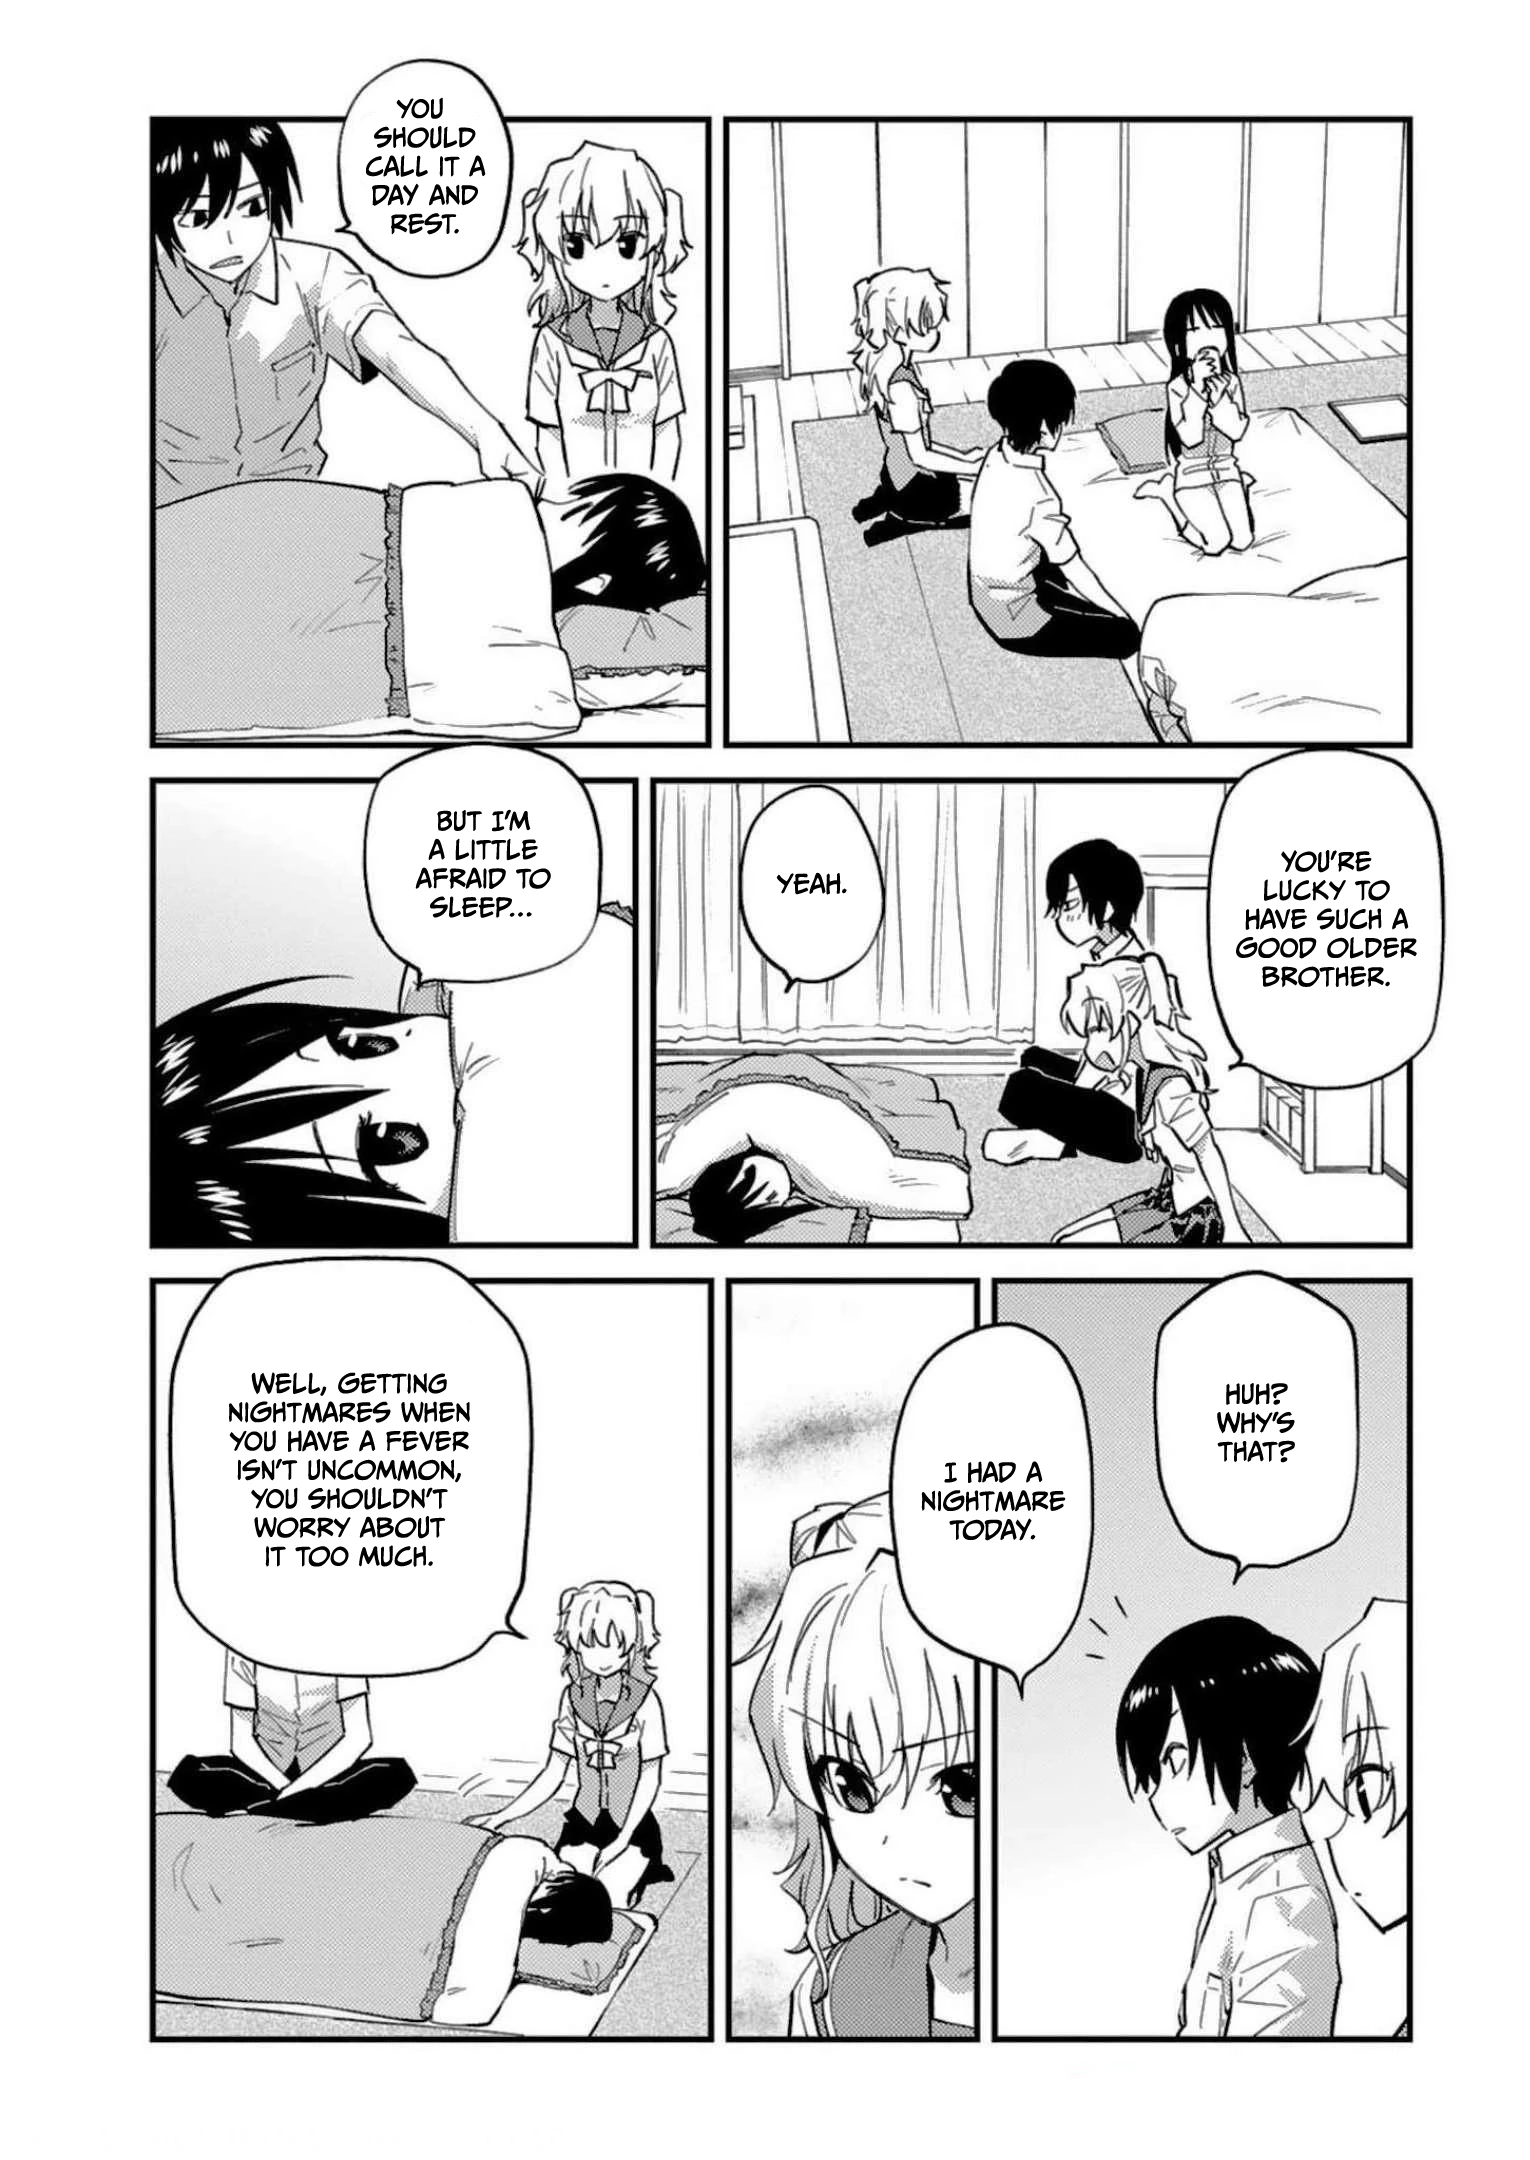 YOU
SHOULD
CALL IT A
DAY AND
REST.
YOU'RE
LUCKY TO
HAVE SUCH A
GOOD OLDER
BROTHER.
YEAH.
BUT I'M
A LITTLE
AFRAID TO
SLEEP...
HUH?
WHY'S
THAT?
I HAD A
NIGHTMARE
TODAY.
WELL, GETTING
NIGHTMARES WHEN
YOU HAVE A FEVER
ISN'T UNCOMMON,
YOU SHOULDN'T
WORRY ABOUT
IT TOO MUCH.